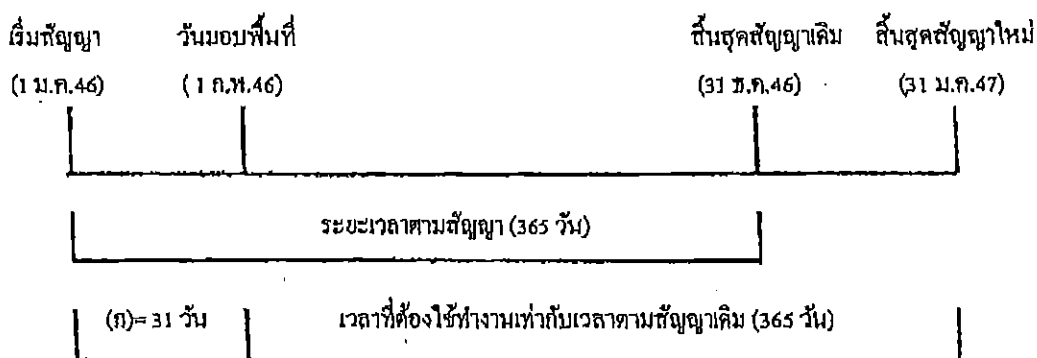 เริ่มสัญญา วันมอบพื้นที่ สิ้นสุดสัญญาเดิม สิ้นสุดสัญญาใหม่
(1 ม.ค.46) (1 ก.พ.46) (31 ธ.ค.46) (31 ม.ค.47)
ระยะเวลาตามสัญญา (365 วัน)
(ก)= 31 วัน เวลาที่ต้องใช้ทำงานเท่ากับเวลาตามสัญญาเดิม (365 วัน)